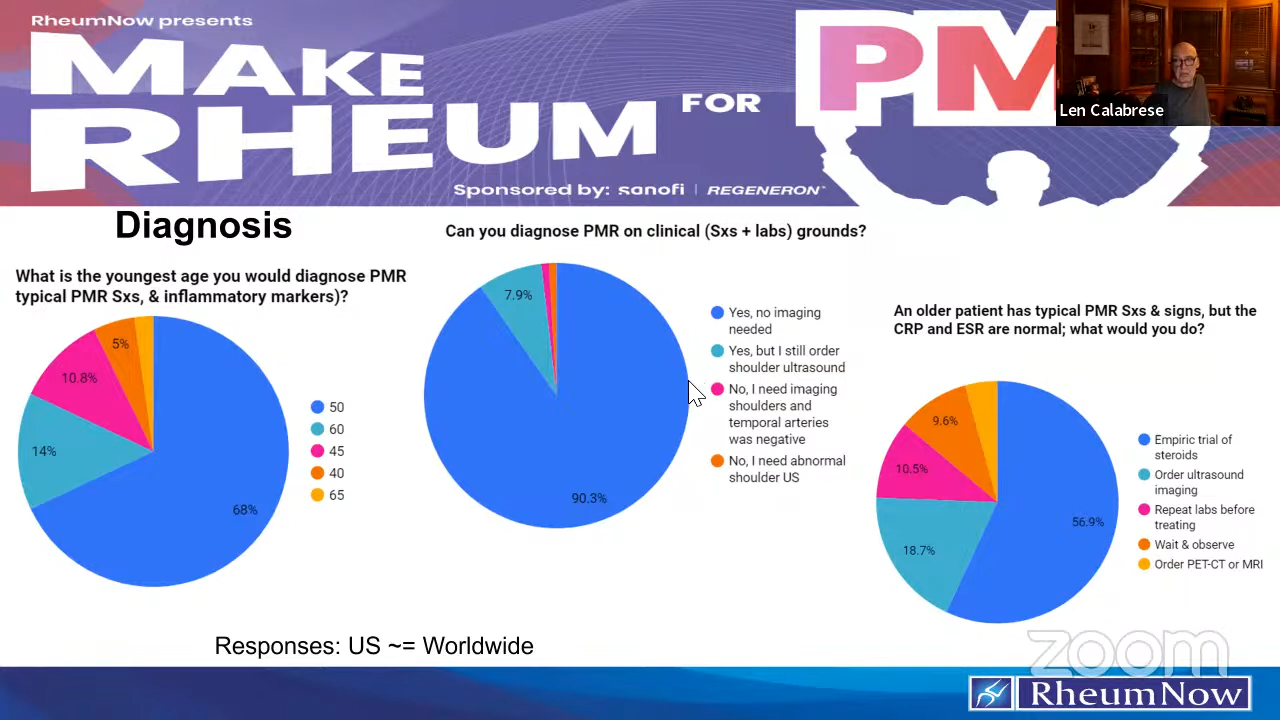 RheumNow presents
MAKE
RHEUM FOR PM
Sponsored by: sanofi | REGENERON
Len Calabrese
Diagnosis
What is the youngest age you would diagnose PMR
typical PMR Sxs, & inflammatory markers)?
5%
10.8%
14%
68%
50
60
45
40
65
Can you diagnose PMR on clinical (Sxs + labs) grounds?
7.9%
90.3%
Yes, no imaging
needed
Yes, but I still order
shoulder ultrasound
No, I need imaging
shoulders and
temporal arteries
was negative
No, I need abnormal
shoulder US
An older patient has typical PMR Sxs & signs, but the
CRP and ESR are normal; what would you do?
9.6%
10.5%
18.7%
56.9%
Empiric trial of
steroids
Order ultrasound
imaging
Repeat labs before
treating
Wait & observe
Order PET-CT or MRI
Responses: US ~= Worldwide
zoom
RheumNow